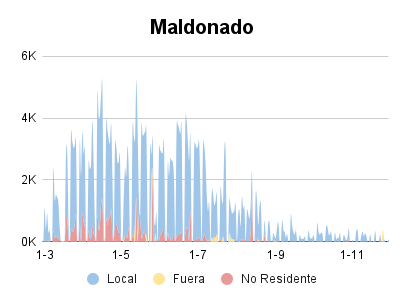 Maldonado
6K
4K
2K
0K
1-3 1-5 1-7 1-9 1-11
Local Fuera No Residente